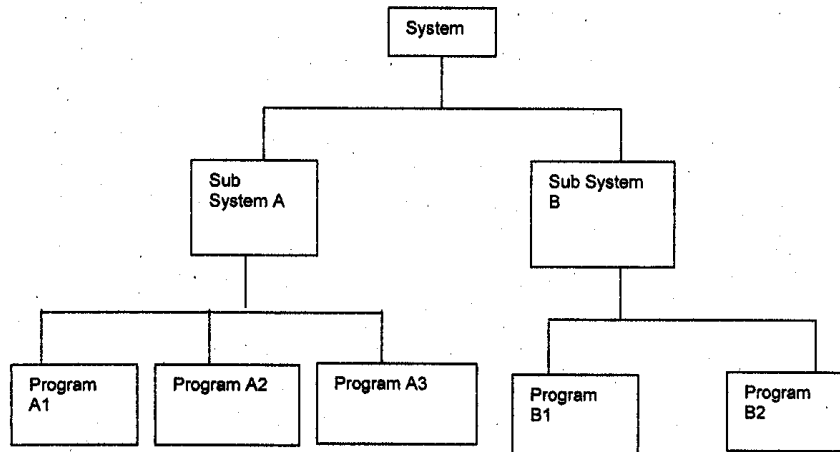 System
Sub
System A
Sub System
B
Program
A1
Program A2
Program A3
Program
B1
Program
B2